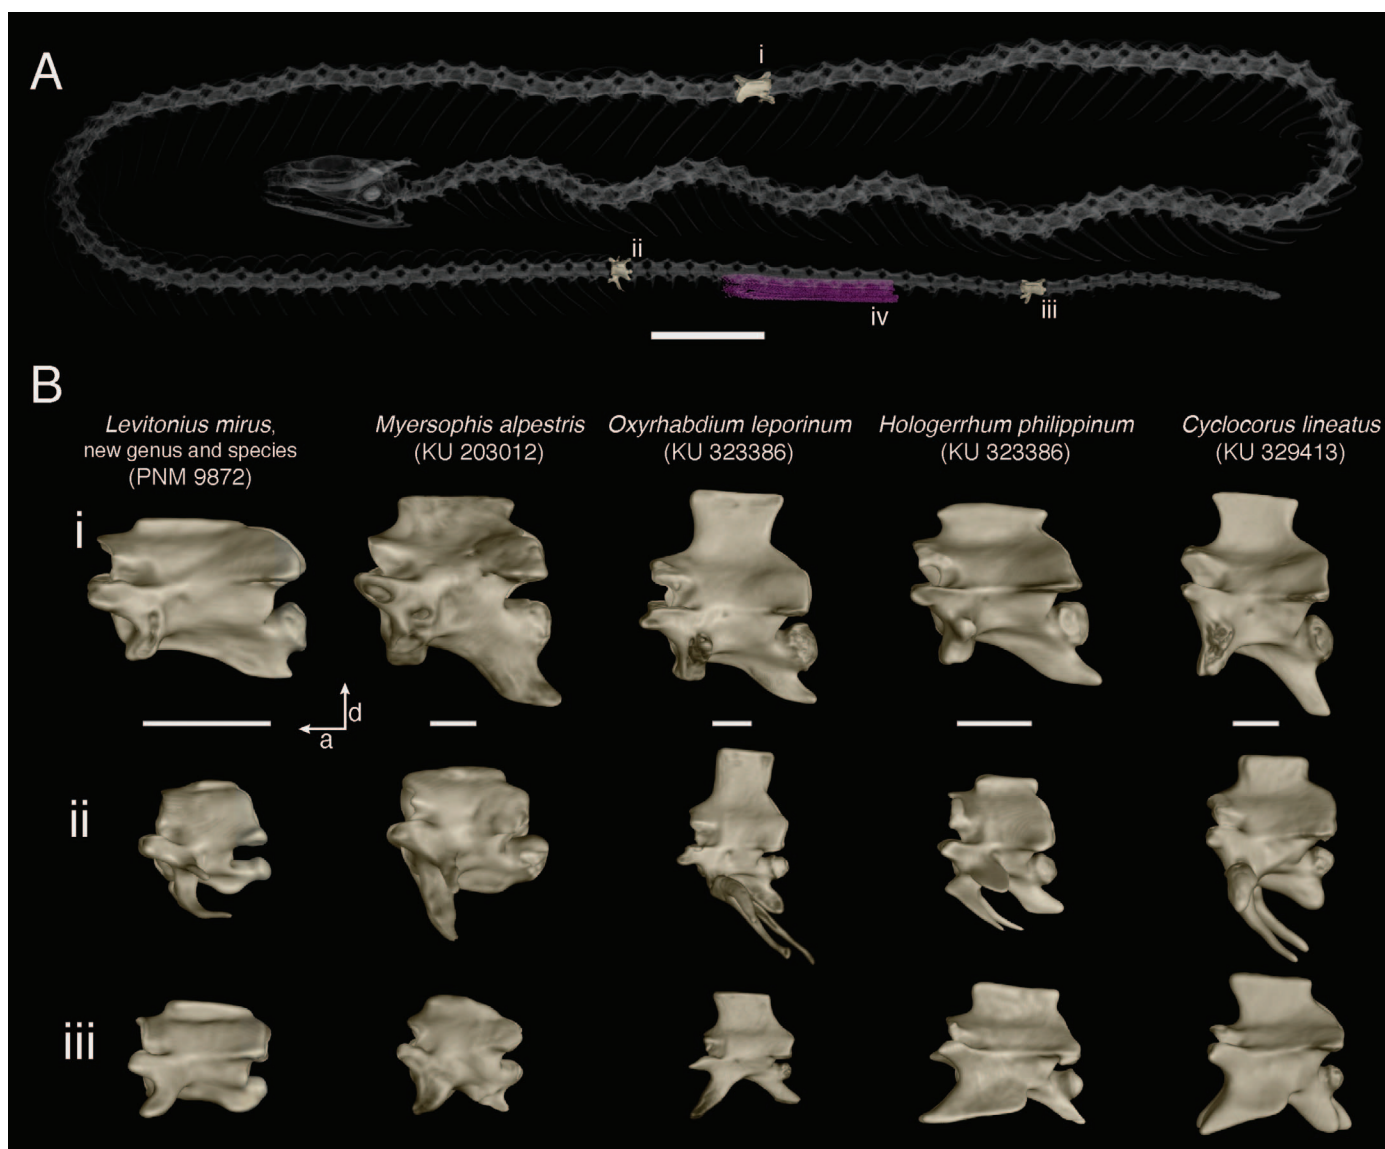 A
i
ii
iv
iii
B
Levitonius mirus,
new genus and species
(PNM 9872)
Myersophis alpestris
(KU 203012)
Oxyrhabdium leporinum
(KU 323386)
Hologerrhum philippinum
(KU 323386)
Cyclocorus lineatus
(KU 329413)
i
d
a
ii
iii